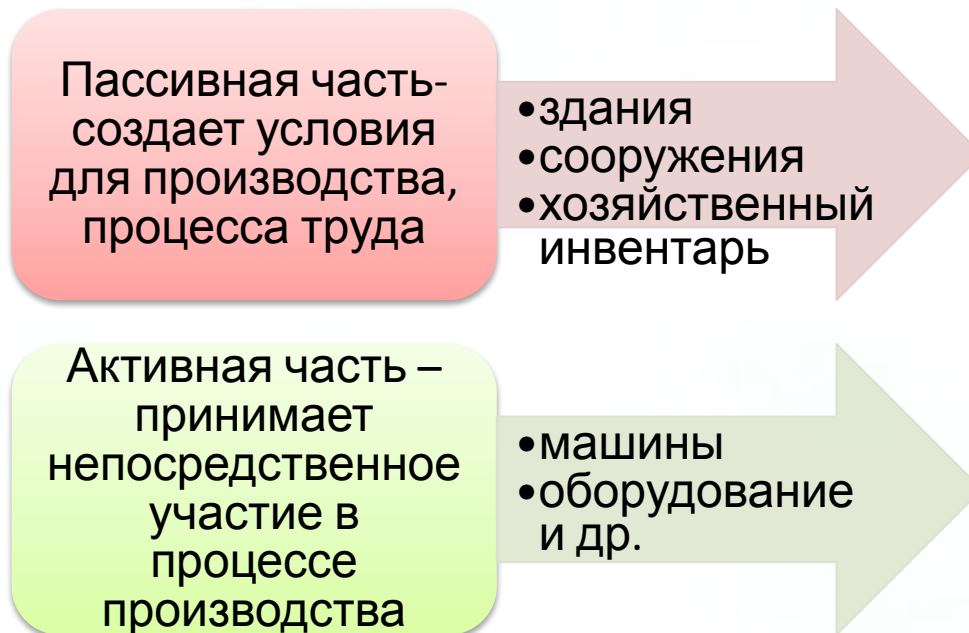 Пассивная часть-
создает условия
для производства,
процесса труда
•здания
•сооружения
•хозяйственный
инвентарь
Активная часть –
принимает
непосредственное
участие в
процессе
производства
•машины
•оборудование
и др.